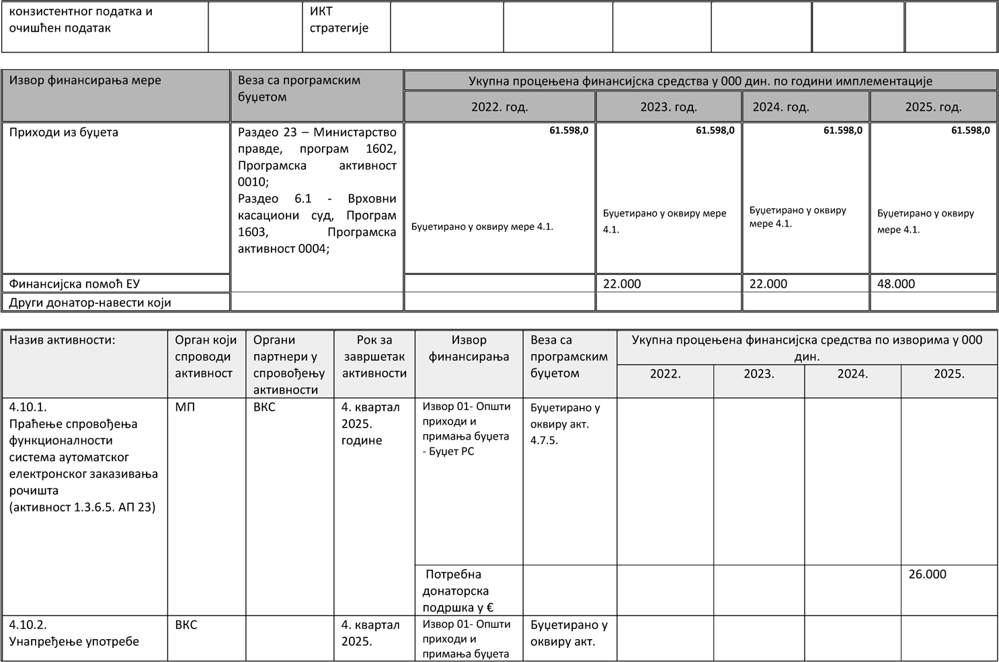 конзистентног податка и
очишћен податак
ИКТ
стратегије
Извор финансирања мере
Веза са програмским
буџетом
Укупна процењена финансијска средства у 000 дин. по години имплементације
2022. год.
2023. год.
2024. год.
2025. год.
Приходи из буџета
Раздео 23 – Министарство
правде, програм 1602,
Програмска активност
0010;
Раздео 6.1 - Врховни
касациони суд, Програм
1603, Програмска
активност 0004;
61.598,0
Буџетирано у оквиру мере 4.1.
61.598,0
Буџетирано у оквиру мере
4.1.
61.598,0
Буџетирано у оквиру
мере 4.1.
61.598,0
Буџетирано у оквиру
мере 4.1.
Финансијска помоћ ЕУ
22.000
22.000
48.000
Други донатор-навести који
Назив активности:
Орган који
спроводи
активност
Органи
партнери у
спровођењу
активности
Рок за
завршетак
активности
Извор
финансирања
Веза са
програмским
буџетом
Укупна процењена финансијска средства по изворима у 000
дин.
2022.
2023.
2024.
2025.
4.10.1.
Праћење спровођења
функционалности
система аутоматског
електронског заказивања
рочишта
(активност 1.3.6.5. АП 23)
МП
ВКС
4. квартал
2025.
године
Извор 01- Општи
приходи и
примања буџета
- Буџет РС
Буџетирано у
оквиру акт.
4.7.5.
Потребна
донаторска
подршка у €
26.000
4.10.2.
Унапређење употребе
ВКС
4. квартал
2025.
Извор 01- Општи
приходи и
примања буџета
Буџетирано у
оквиру акт.